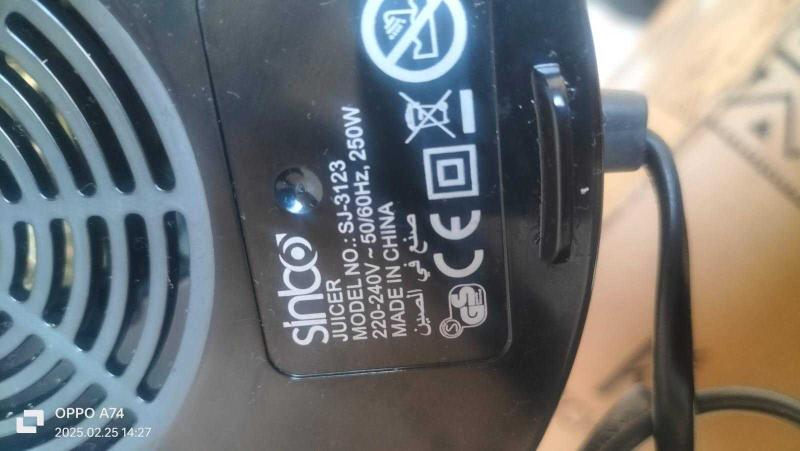 sinbo
JUICER
MODEL NO.: SJ-3123
220-240V ~ 50/60Hz, 250W
MADE IN CHINA
صنع في الصين
S GS CE
OPPO A74
2025.02.25 14:27